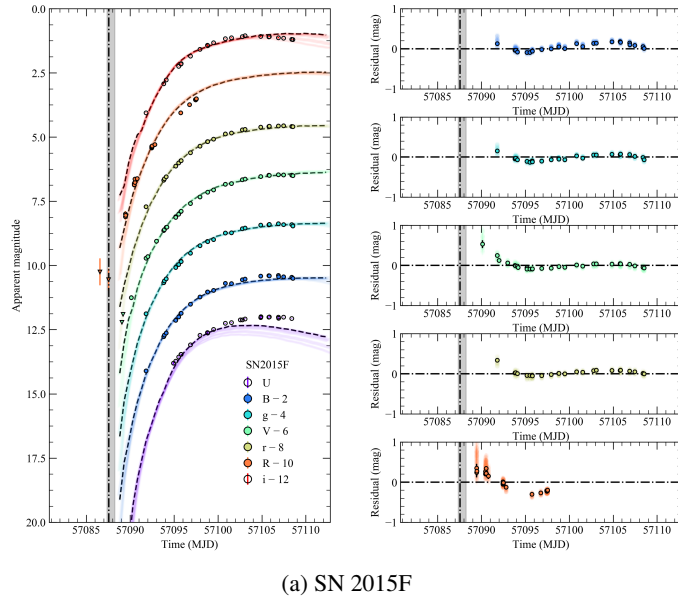 0.0
2.5
5.0
7.5
10.0
12.5
15.0
17.5
20.0
Apparent magnitude
57085 57090 57095 57100 57105 57110
Time (MJD)
SN2015F
U
B − 2
g − 4
V − 6
r − 8
R − 10
i − 12
1
0
−1
Residual (mag)
57085 57090 57095 57100 57105 57110
Time (MJD)
1
0
−1
Residual (mag)
57085 57090 57095 57100 57105 57110
Time (MJD)
1
0
−1
Residual (mag)
57085 57090 57095 57100 57105 57110
Time (MJD)
1
0
−1
Residual (mag)
57085 57090 57095 57100 57105 57110
Time (MJD)
1
0
−1
Residual (mag)
57085 57090 57095 57100 57105 57110
Time (MJD)
(a) SN 2015F